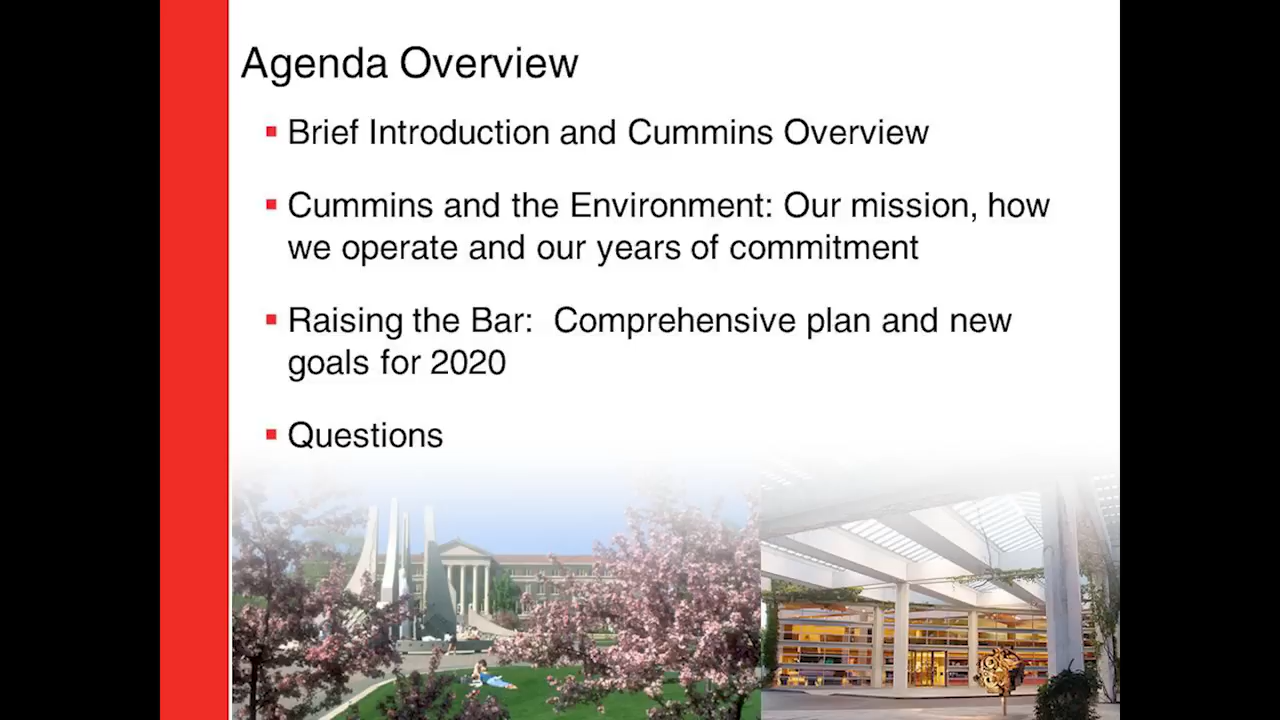 Agenda Overview
Brief Introduction and Cummins Overview
Cummins and the Environment: Our mission, how
we operate and our years of commitment
Raising the Bar:  Comprehensive plan and new
goals for 2020
Questions